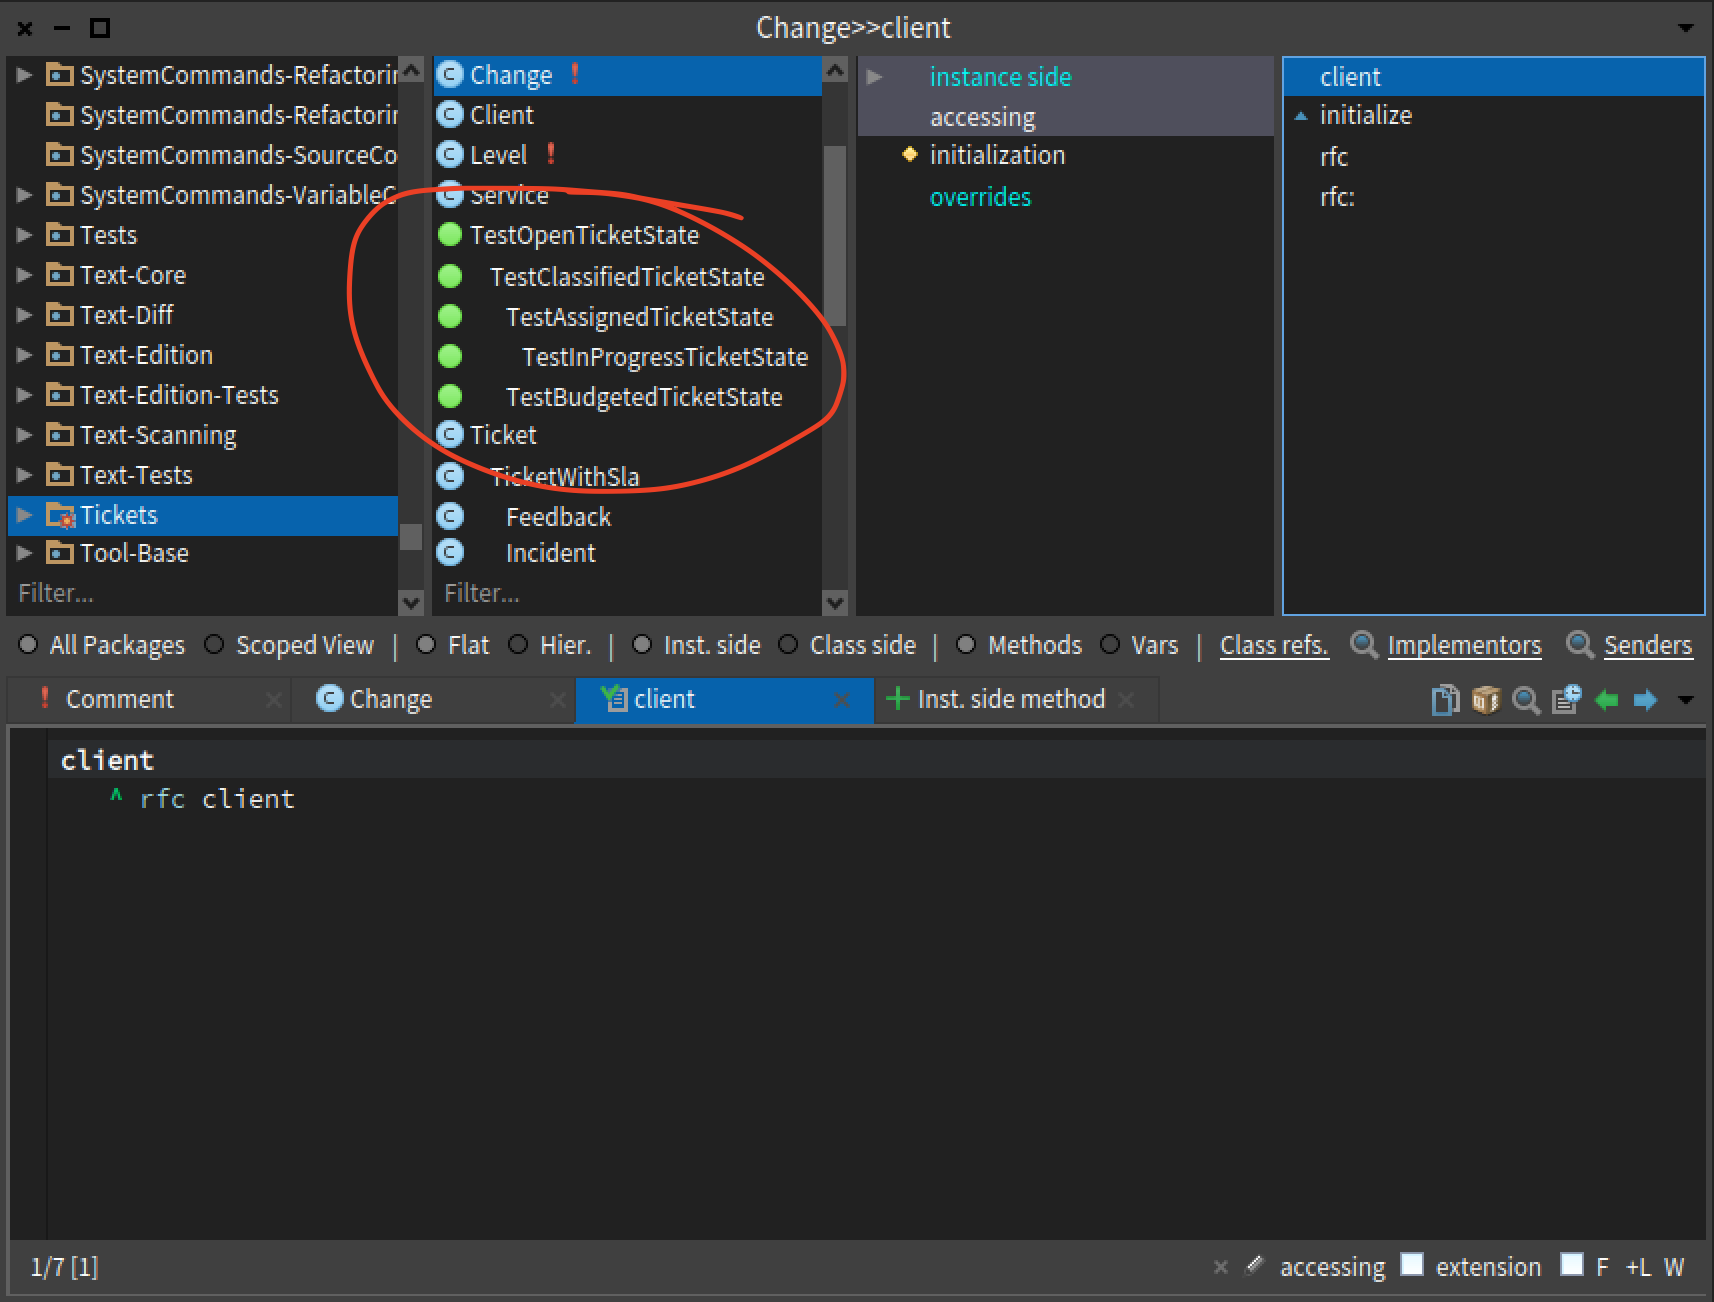 Change>>client
SystemCommands-Refactorin
SystemCommands-Refactorin
SystemCommands-SourceCo
SystemCommands-VariableC
Tests
Text-Core
Text-Diff
Text-Edition
Text-Edition-Tests
Text-Scanning
Text-Tests
Tickets
Tool-Base
Filter...
Change
Client
Level
Service
TestOpenTicketState
TestClassifiedTicketState
TestAssignedTicketState
TestInProgressTicketState
TestBudgetedTicketState
Ticket
TicketWithSla
Feedback
Incident
Filter...
instance side
accessing
initialization
overrides
client
initialize
rfc
rfc:
All Packages Scoped View | Flat Hier. | Inst. side Class side | Methods Vars | Class refs. Implementors Senders
! Comment Change client Inst. side method
client
^ rfc client
1/7 [1] accessing extension F +L W